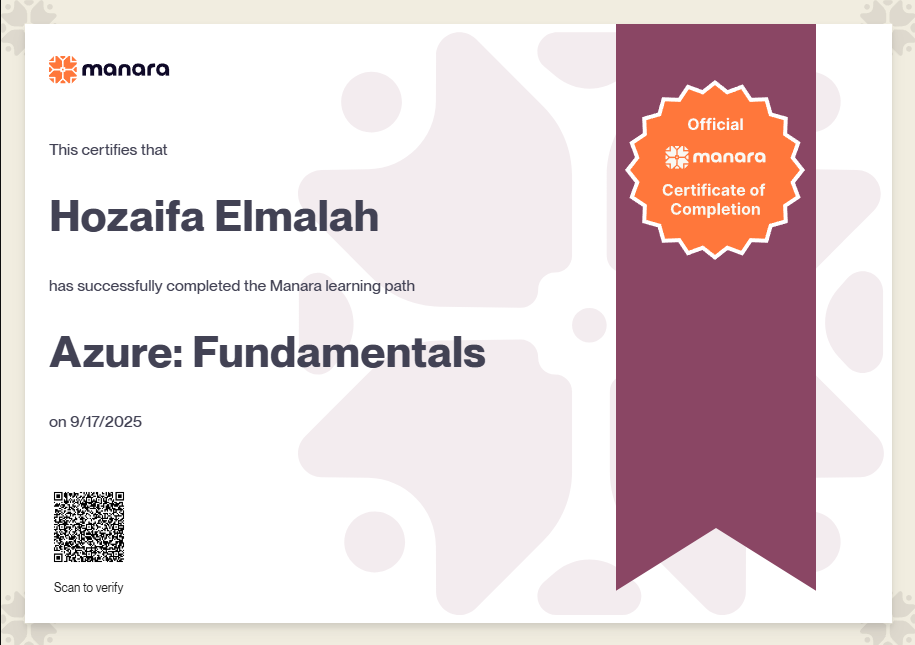 manara
This certifies that
Hozaifa Elmalah
has successfully completed the Manara learning path
Azure: Fundamentals
on 9/17/2025
Scan to verify
Official
manara
Certificate of
Completion